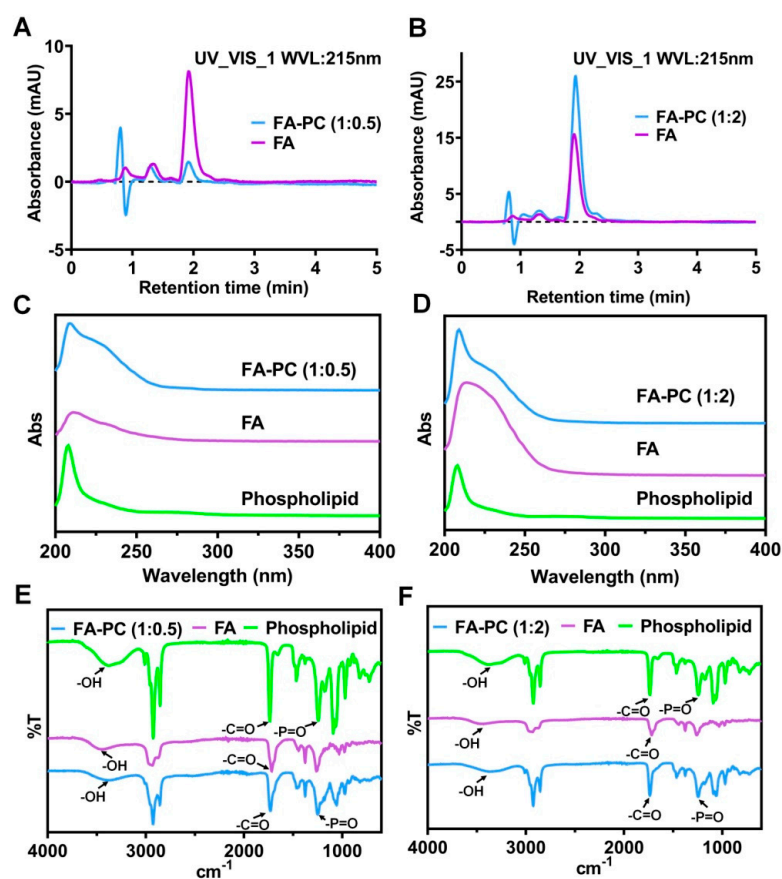 A
UV_VIS_1 WVL:215nm
FA-PC (1:0.5)
FA
Absorbance (mAU)
10
5
0
-5
0 1 2 3 4 5
Retention time (min)
B
UV_VIS_1 WVL:215nm
FA-PC (1:2)
FA
Absorbance (mAU)
25
15
5
-5
0 1 2 3 4 5
Retention time (min)
C
FA-PC (1:0.5)
FA
Phospholipid
Abs
200 250 300 350 400
Wavelength (nm)
D
FA-PC (1:2)
FA
Phospholipid
Abs
200 250 300 350 400
Wavelength (nm)
E
FA-PC (1:0.5) FA Phospholipid
-OH
-C=O
-P=O
-OH
-C=O
-OH
-C=O
-P=O
%T
4000 3000 2000 1000
cm-1
F
FA-PC (1:2) FA Phospholipid
-OH
-C=O
-P=O
-OH
-C=O
-OH
-C=O
-P=O
%T
4000 3000 2000 1000
cm-1